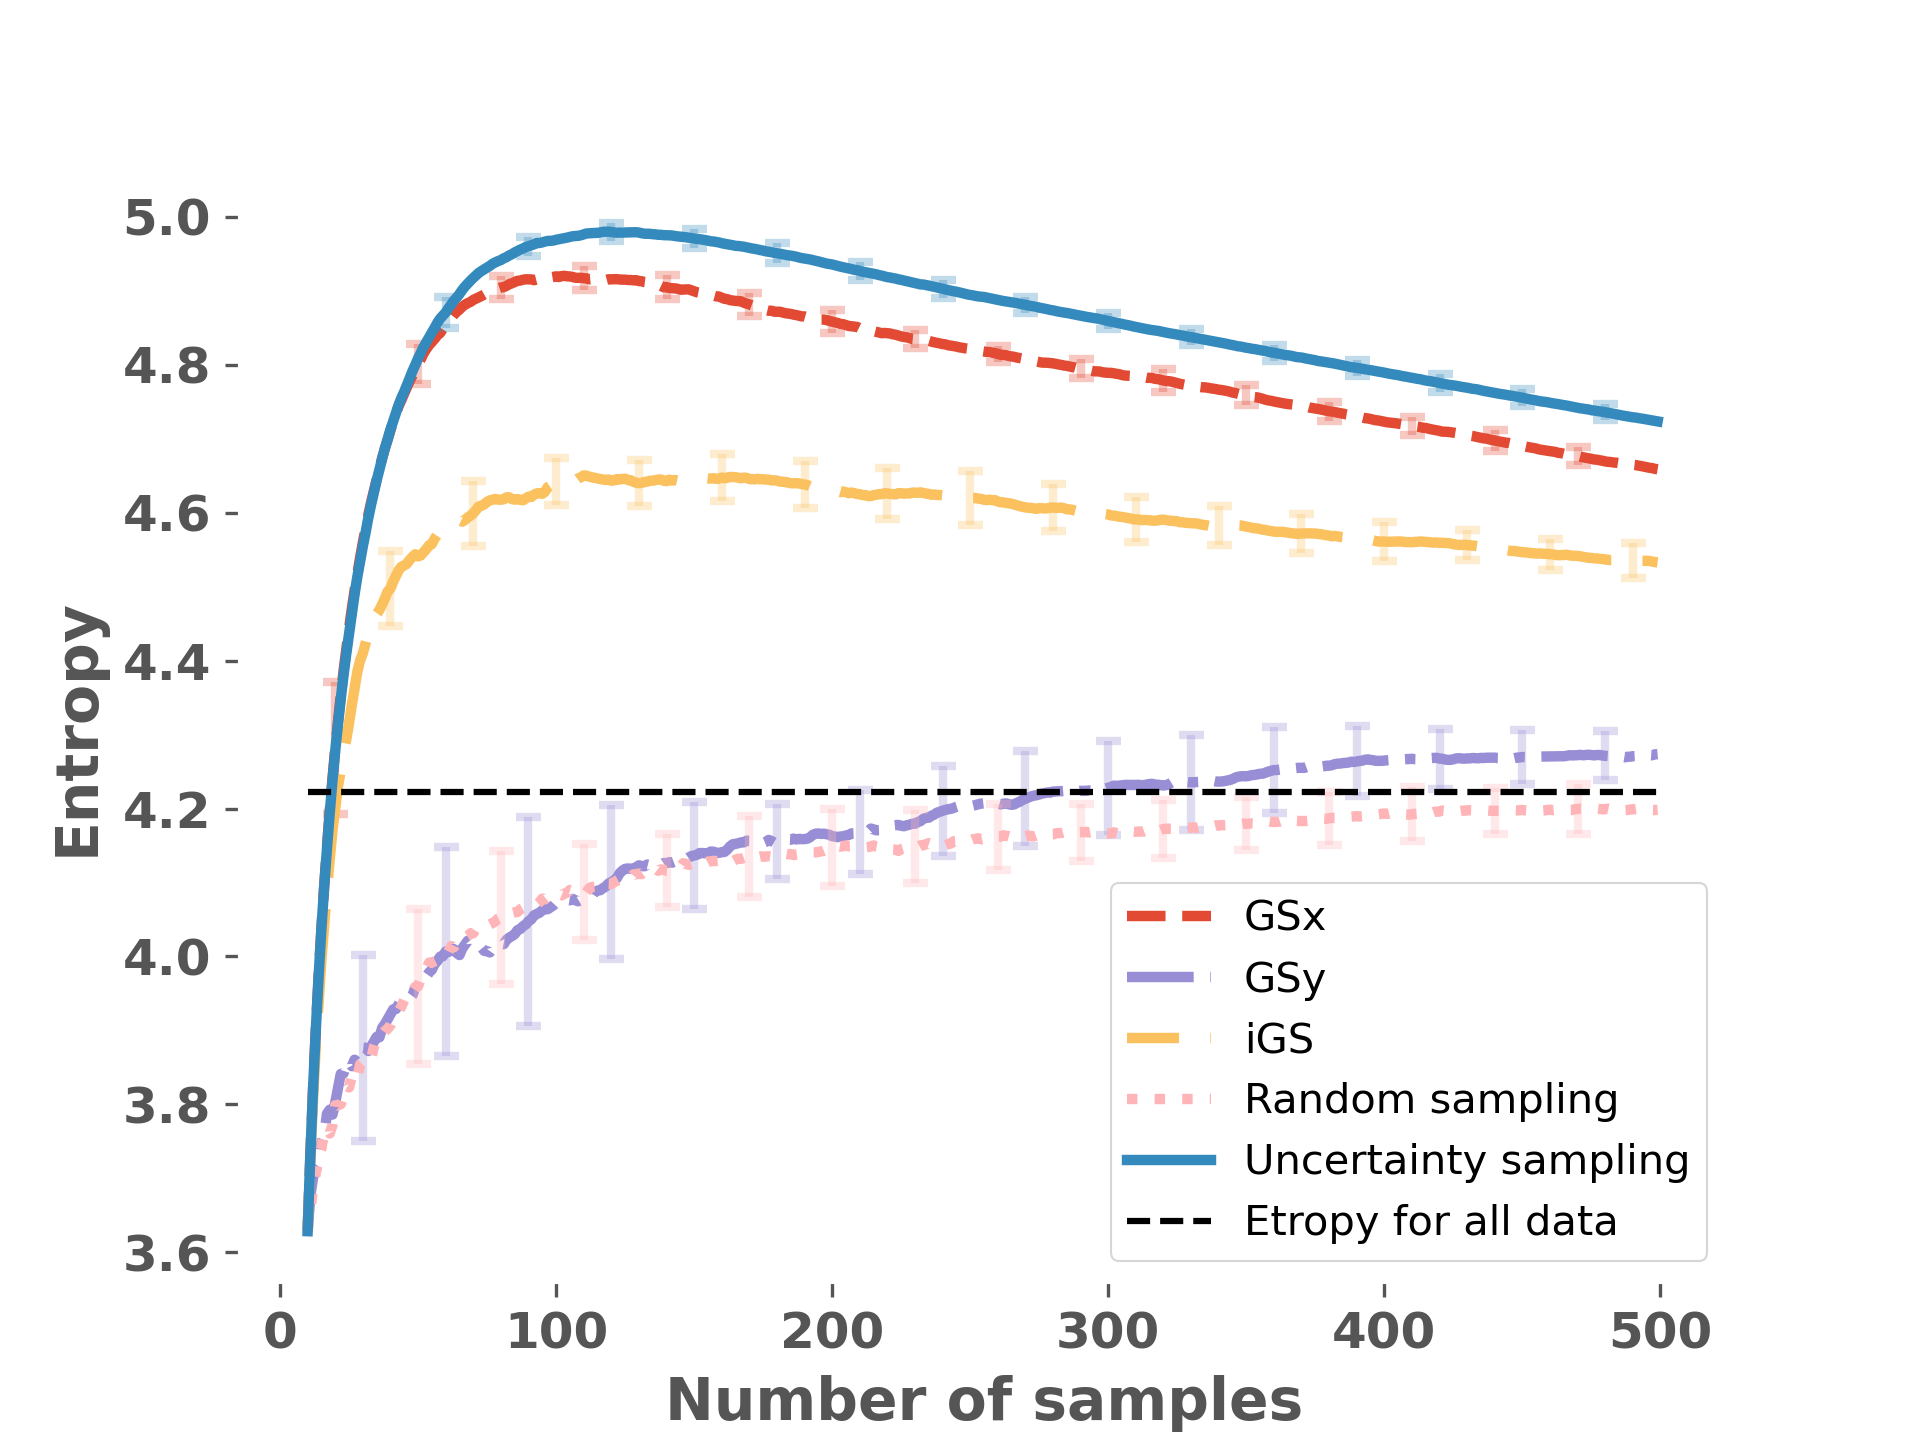 5.0
4.8
4.6
4.4
4.2
4.0
3.8
3.6
Entropy
0 100 200 300 400 500
Number of samples
GSx
GSy
iGS
Random sampling
Uncertainty sampling
Etropy for all data